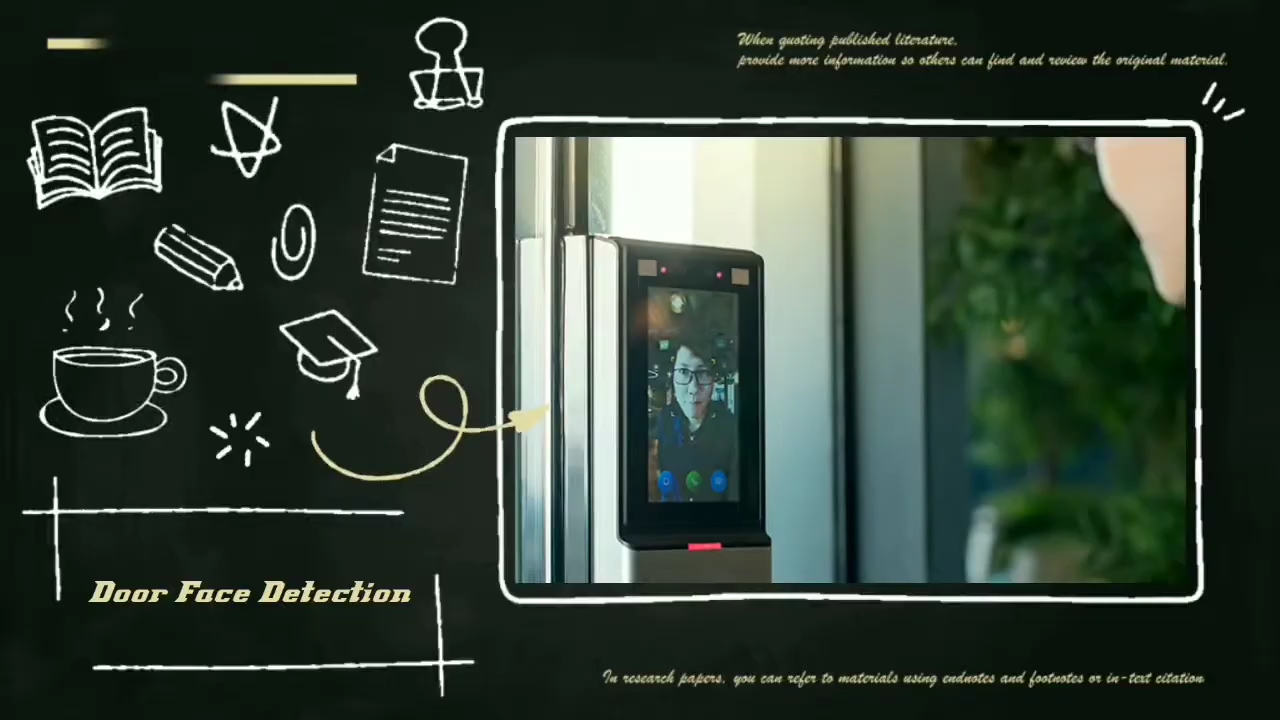 When quoting published literature,
provide more information so others can find and review the original material.
Door Face Detection
In research papers, you can refer to materials using endnotes and footnotes or in-text citation